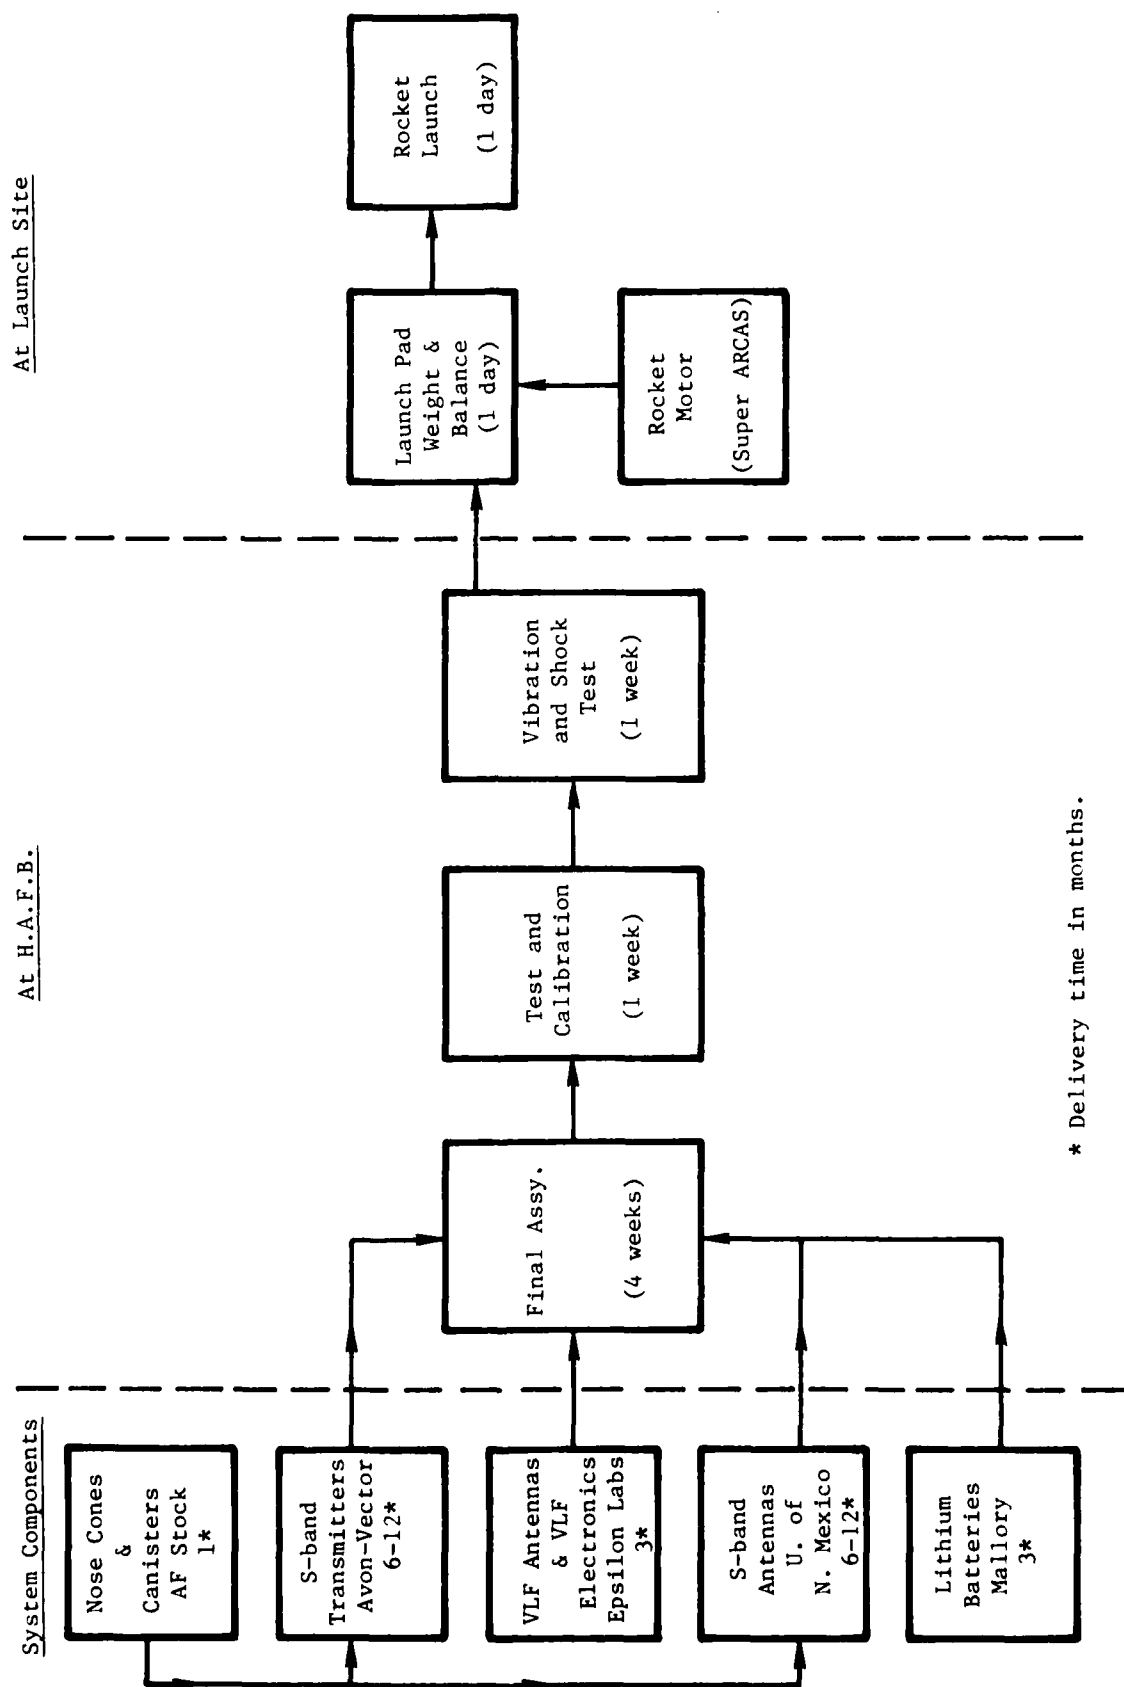 System Components
Nose Cones
&
Canisters
AF Stock
1*
S-band
Transmitters
Avon-Vector
6-12*
VLF Antennas
& VLF
Electronics
Epsilon Labs
3*
S-band
Antennas
U. of
N. Mexico
6-12*
Lithium
Batteries
Mallory
3*
At H.A.F.B.
Final Assy.
(4 weeks)
Test and
Calibration
(1 week)
Vibration
and Shock
Test
(1 week)
At Launch Site
Launch Pad
Weight &
Balance
(1 day)
Rocket
Motor
(Super ARCAS)
Rocket
Launch
(1 day)
* Delivery time in months.